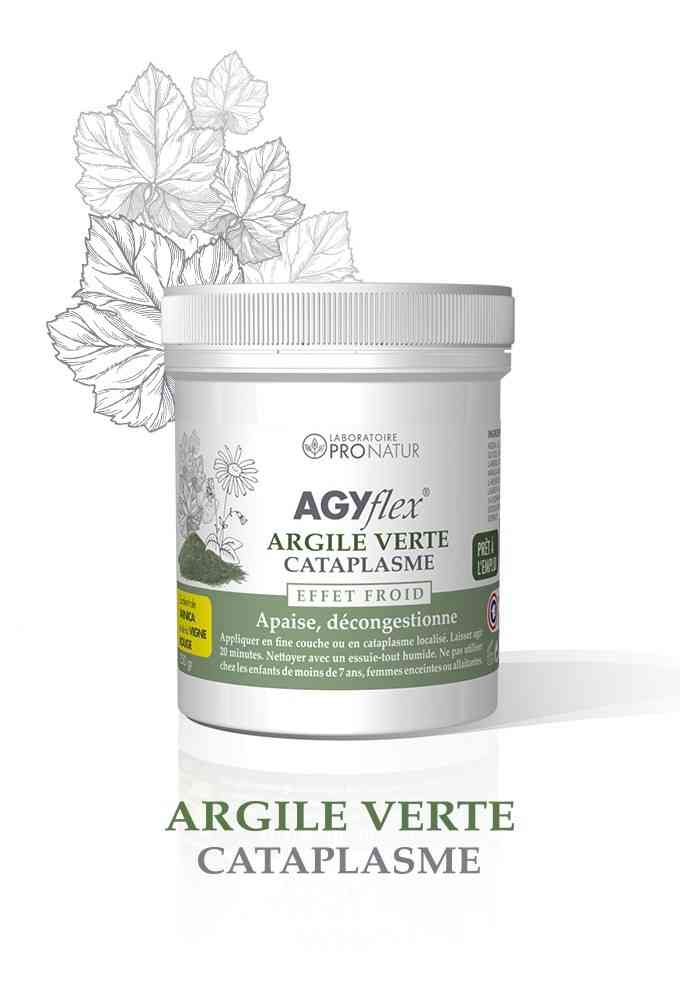 LABORATOIRE
PRONATUR
AGYflex®
ARGILE VERTE
CATAPLASME
EFFET FROID
PRÊT À
L'EMPLOI
ARNICA
VIGNE
ROUGE
Apaise, décongestionne
Appliquer en fine couche ou en cataplasme localisé. Laisser agir
20 minutes. Nettoyer avec un essuie-tout humide. Ne pas utiliser
chez les enfants de moins de 7 ans, femmes enceintes ou allaitantes.
ARGILE VERTE
CATAPLASME